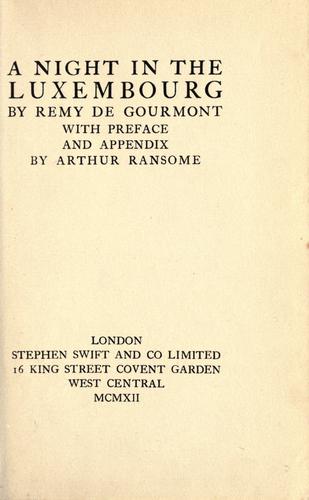 A NIGHT IN THE
LUXEMBOURG
BY REMY DE GOURMONT
WITH PREFACE
AND APPENDIX
BY ARTHUR RANSOME
LONDON
STEPHEN SWIFT AND CO LIMITED
16 KING STREET COVENT GARDEN
WEST CENTRAL
MCMXII